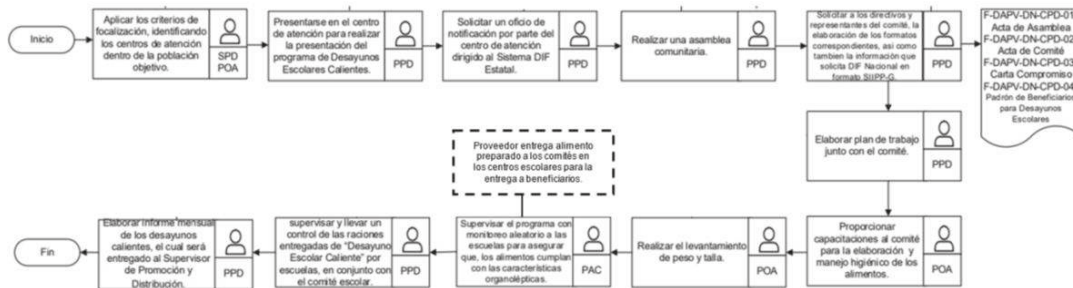 Inicio
Aplicar los criterios de
focalización, identificando
los centros de atención
dentro de la población
objetivo.
SPD
POA
Presentarse en el centro
de atención para realizar
la presentación del
programa de Desayunos
Escolares Calientes.
PPD
Solicitar un oficio de
notificación por parte del
centro de atención
dirigido al Sistema DIF
Estatal.
PPD
Realizar una asamblea
comunitaria.
PPD
Solicitar a los directivos y
representantes del comité, la
elaboración de los formatos
correspondientes, así como
tambien la información que
solicita DIF Nacional en
formato SIIPP-G.
PPD
F-DAPV-DN-CPD-01
Acta de Asamblea
F-DAPV-DN-CPD-02
Acta de Comité
F-DAPV-DN-CPD-03
Carta Compromiso
F-DAPV-DN-CPD-04
Padrón de Beneficiarios
para Desayunos
Escolares
Elaborar plan de trabajo
junto con el comité.
PPD
Proporcionar
capacitaciones al comité
para la elaboración y
manejo higiénico de los
alimentos.
POA
Realizar el levantamiento
de peso y talla.
POA
Proveedor entrega alimento
preparado a los comités en
los centros escolares para la
entrega a beneficiarios.
Supervisar el programa con
monitoreo aleatorio a las
escuelas para asegurar
que, los alimentos cumplan
con las características
organolépticas.
PAC
supervisar y llevar un
control de las raciones
entregadas de "Desayuno
Escolar Caliente" por
escuelas, en conjunto con
el comité escolar.
PPD
Elaborar informe mensual
de los desayunos
calientes, el cual será
entregado al Supervisor
de Promoción y
Distribución.
PPD
Fin